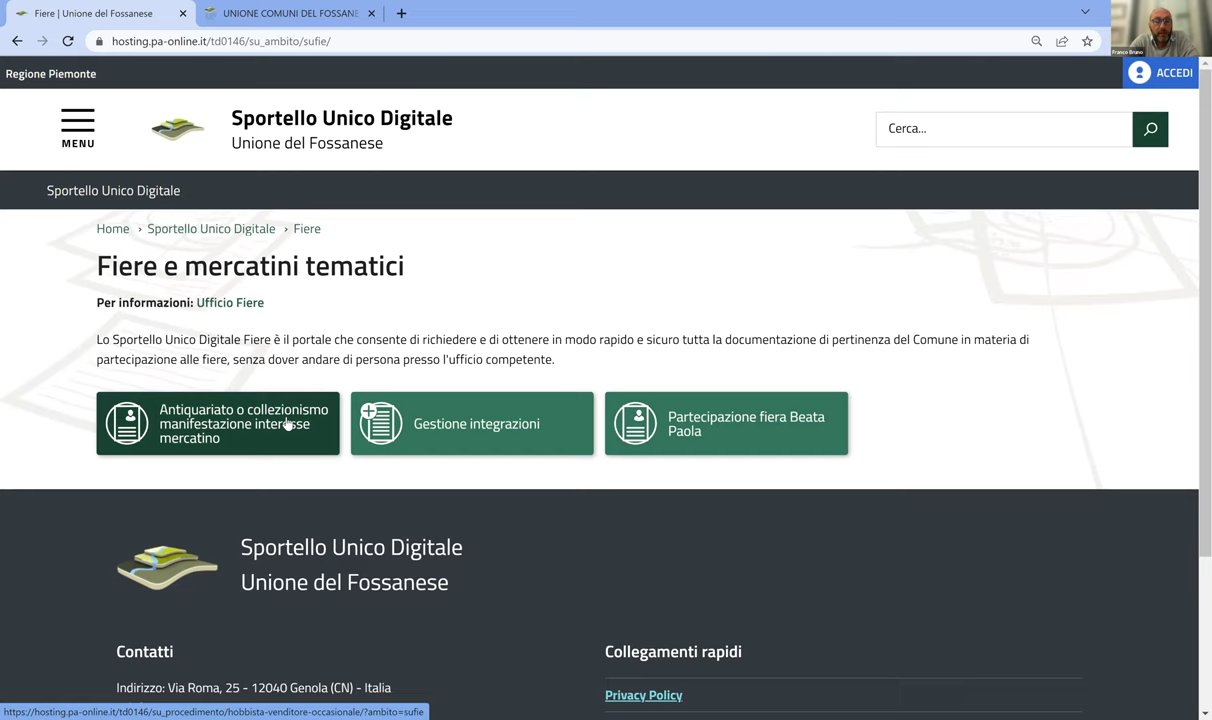 Fiere | Unione del Fossanese
UNIONE COMUNI DEL FOSSANE
hosting.pa-online.it/td0146/su_ambito/sufie/
Franco Bruno
Regione Piemonte
ACCEDI
MENU
Sportello Unico Digitale
Unione del Fossanese
Cerca...
Sportello Unico Digitale
Home › Sportello Unico Digitale › Fiere
Fiere e mercatini tematici
Per informazioni: Ufficio Fiere
Lo Sportello Unico Digitale Fiere è il portale che consente di richiedere e di ottenere in modo rapido e sicuro tutta la documentazione di pertinenza del Comune in materia di
partecipazione alle fiere, senza dover andare di persona presso l'ufficio competente.
Antiquariato o collezionismo
manifestazione interesse
mercatino
Gestione integrazioni
Partecipazione fiera Beata
Paola
Sportello Unico Digitale
Unione del Fossanese
Contatti
Indirizzo: Via Roma, 25 - 12040 Genola (CN) - Italia
Collegamenti rapidi
Privacy Policy
https://hosting.pa-online.it/td0146/su_procedimento/hobbista-venditore-occasionale/?ambito=sufie